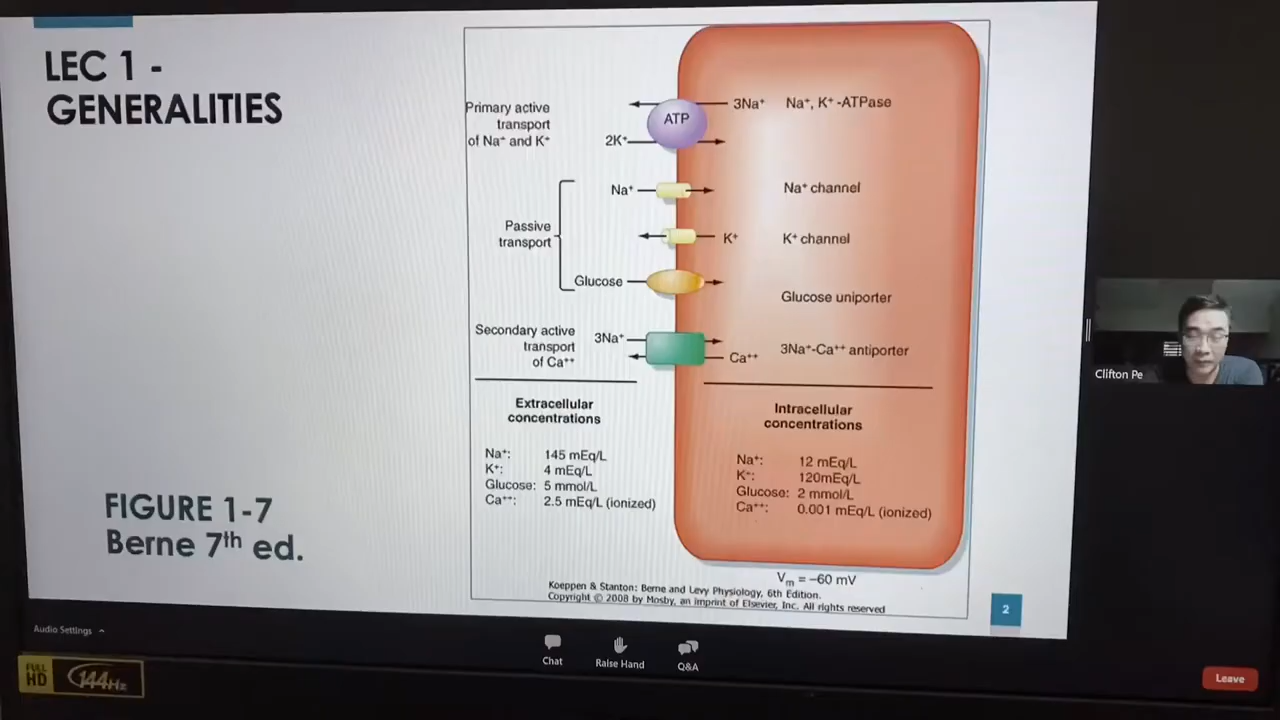 LEC 1 -
GENERALITIES
Primary active
transport
of Na⁺ and K⁺
ATP
3Na⁺
2K⁺
Na⁺, K⁺ -ATPase
Passive
transport
Na⁺
Na⁺ channel
K⁺
K⁺ channel
Glucose
Glucose uniporter
Secondary active
transport
of Ca⁺⁺
3Na⁺
Ca⁺⁺
3Na⁺-Ca⁺⁺ antiporter
Extracellular
concentrations
Na⁺: 145 mEq/L
K⁺: 4 mEq/L
Glucose: 5 mmol/L
Ca⁺⁺: 2.5 mEq/L (ionized)
Intracellular
concentrations
Na⁺: 12 mEq/L
K⁺: 120mEq/L
Glucose: 2 mmol/L
Ca⁺⁺: 0.001 mEq/L (ionized)
Vm = –60 mV
FIGURE 1-7
Berne 7th ed.
Koeppen & Stanton: Berne and Levy Physiology, 6th Edition.
Copyright © 2008 by Mosby, an imprint of Elsevier, Inc. All rights reserved
2
Clifton Pe
Audio Settings
Chat
Raise Hand
Q&A
Leave
FULL
HD
144Hz